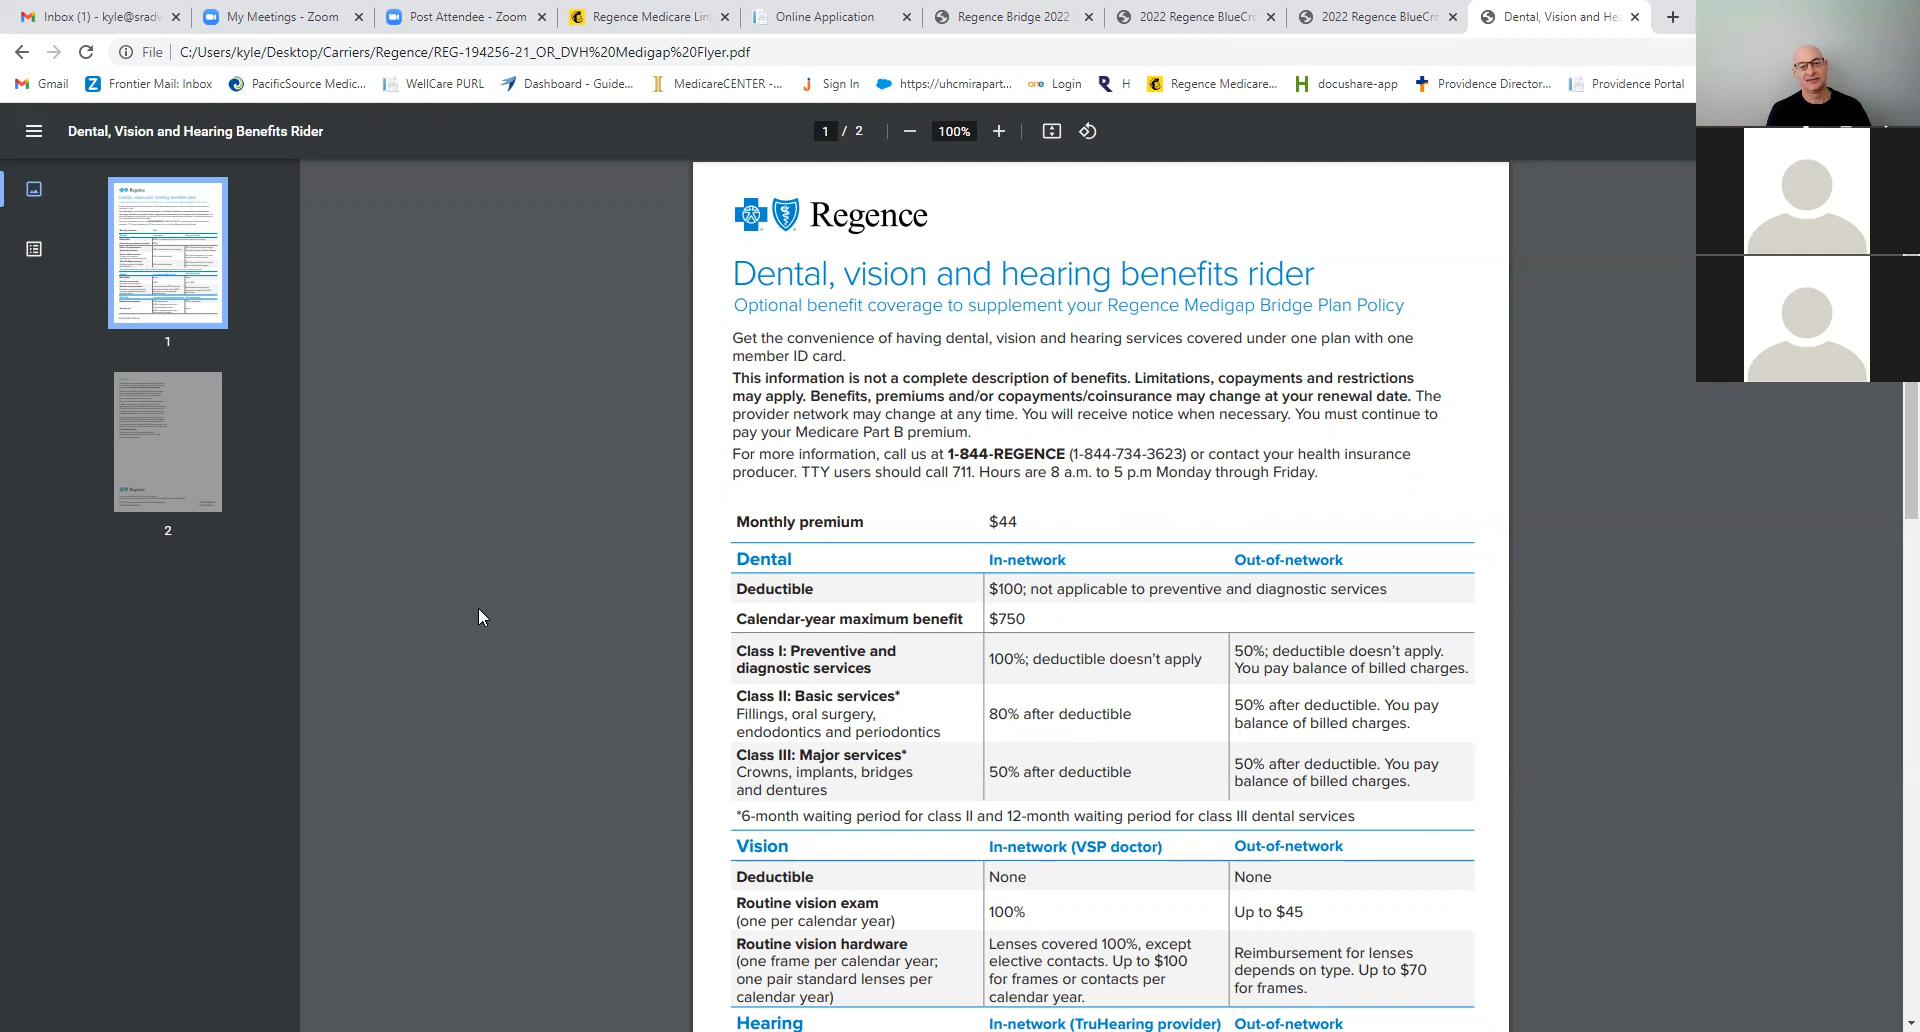 Inbox (1) - kyle@srad
My Meetings - Zoom
Post Attendee - Zoom
Regence Medicare Lin
Online Application
Regence Bridge 2022
2022 Regence BlueCro
2022 Regence BlueCro
Dental, Vision and He
File
C:/Users/kyle/Desktop/Carriers/Regence/REG-194256-21_OR_DVH%20Medigap%20Flyer.pdf
Gmail
Frontier Mail: Inbox
PacificSource Medic...
WellCare PURL
Dashboard - Guide...
MedicareCENTER -...
Sign In
https://uhcmirapart...
one Login
H
Regence Medicare...
docushare-app
Providence Director...
Providence Portal
Dental, Vision and Hearing Benefits Rider
1 / 2
100%
1
2
Regence
Dental, vision and hearing benefits rider
Optional benefit coverage to supplement your Regence Medigap Bridge Plan Policy
Get the convenience of having dental, vision and hearing services covered under one plan with one
member ID card.
This information is not a complete description of benefits. Limitations, copayments and restrictions
may apply. Benefits, premiums and/or copayments/coinsurance may change at your renewal date. The
provider network may change at any time. You will receive notice when necessary. You must continue to
pay your Medicare Part B premium.
For more information, call us at 1-844-REGENCE (1-844-734-3623) or contact your health insurance
producer. TTY users should call 711. Hours are 8 a.m. to 5 p.m Monday through Friday.
Monthly premium $44
Dental In-network Out-of-network
Deductible $100; not applicable to preventive and diagnostic services
Calendar-year maximum benefit $750
Class I: Preventive and
diagnostic services
100%; deductible doesn't apply
50%; deductible doesn't apply.
You pay balance of billed charges.
Class II: Basic services*
Fillings, oral surgery,
endodontics and periodontics
80% after deductible
50% after deductible. You pay
balance of billed charges.
Class III: Major services*
Crowns, implants, bridges
and dentures
50% after deductible
50% after deductible. You pay
balance of billed charges.
*6-month waiting period for class II and 12-month waiting period for class III dental services
Vision In-network (VSP doctor) Out-of-network
Deductible None None
Routine vision exam
(one per calendar year)
100%
Up to $45
Routine vision hardware
(one frame per calendar year;
one pair standard lenses per
calendar year)
Lenses covered 100%, except
elective contacts. Up to $100
for frames or contacts per
calendar year.
Reimbursement for lenses
depends on type. Up to $70
for frames.
Hearing In-network (TruHearing provider) Out-of-network